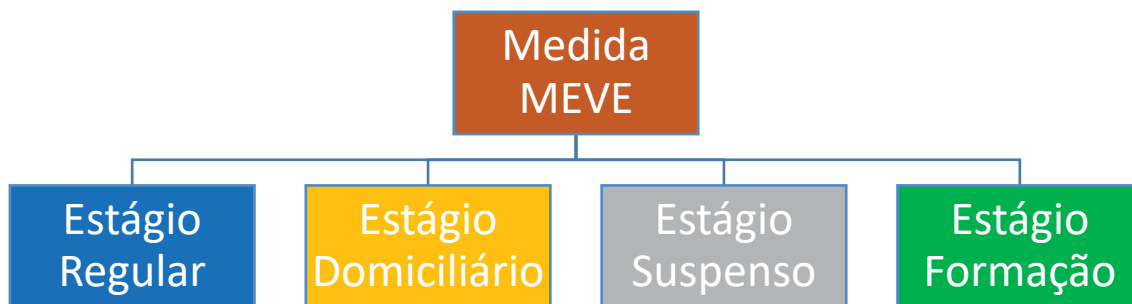 Medida
MEVE
Estágio
Regular
Estágio
Domiciliário
Estágio
Suspenso
Estágio
Formação